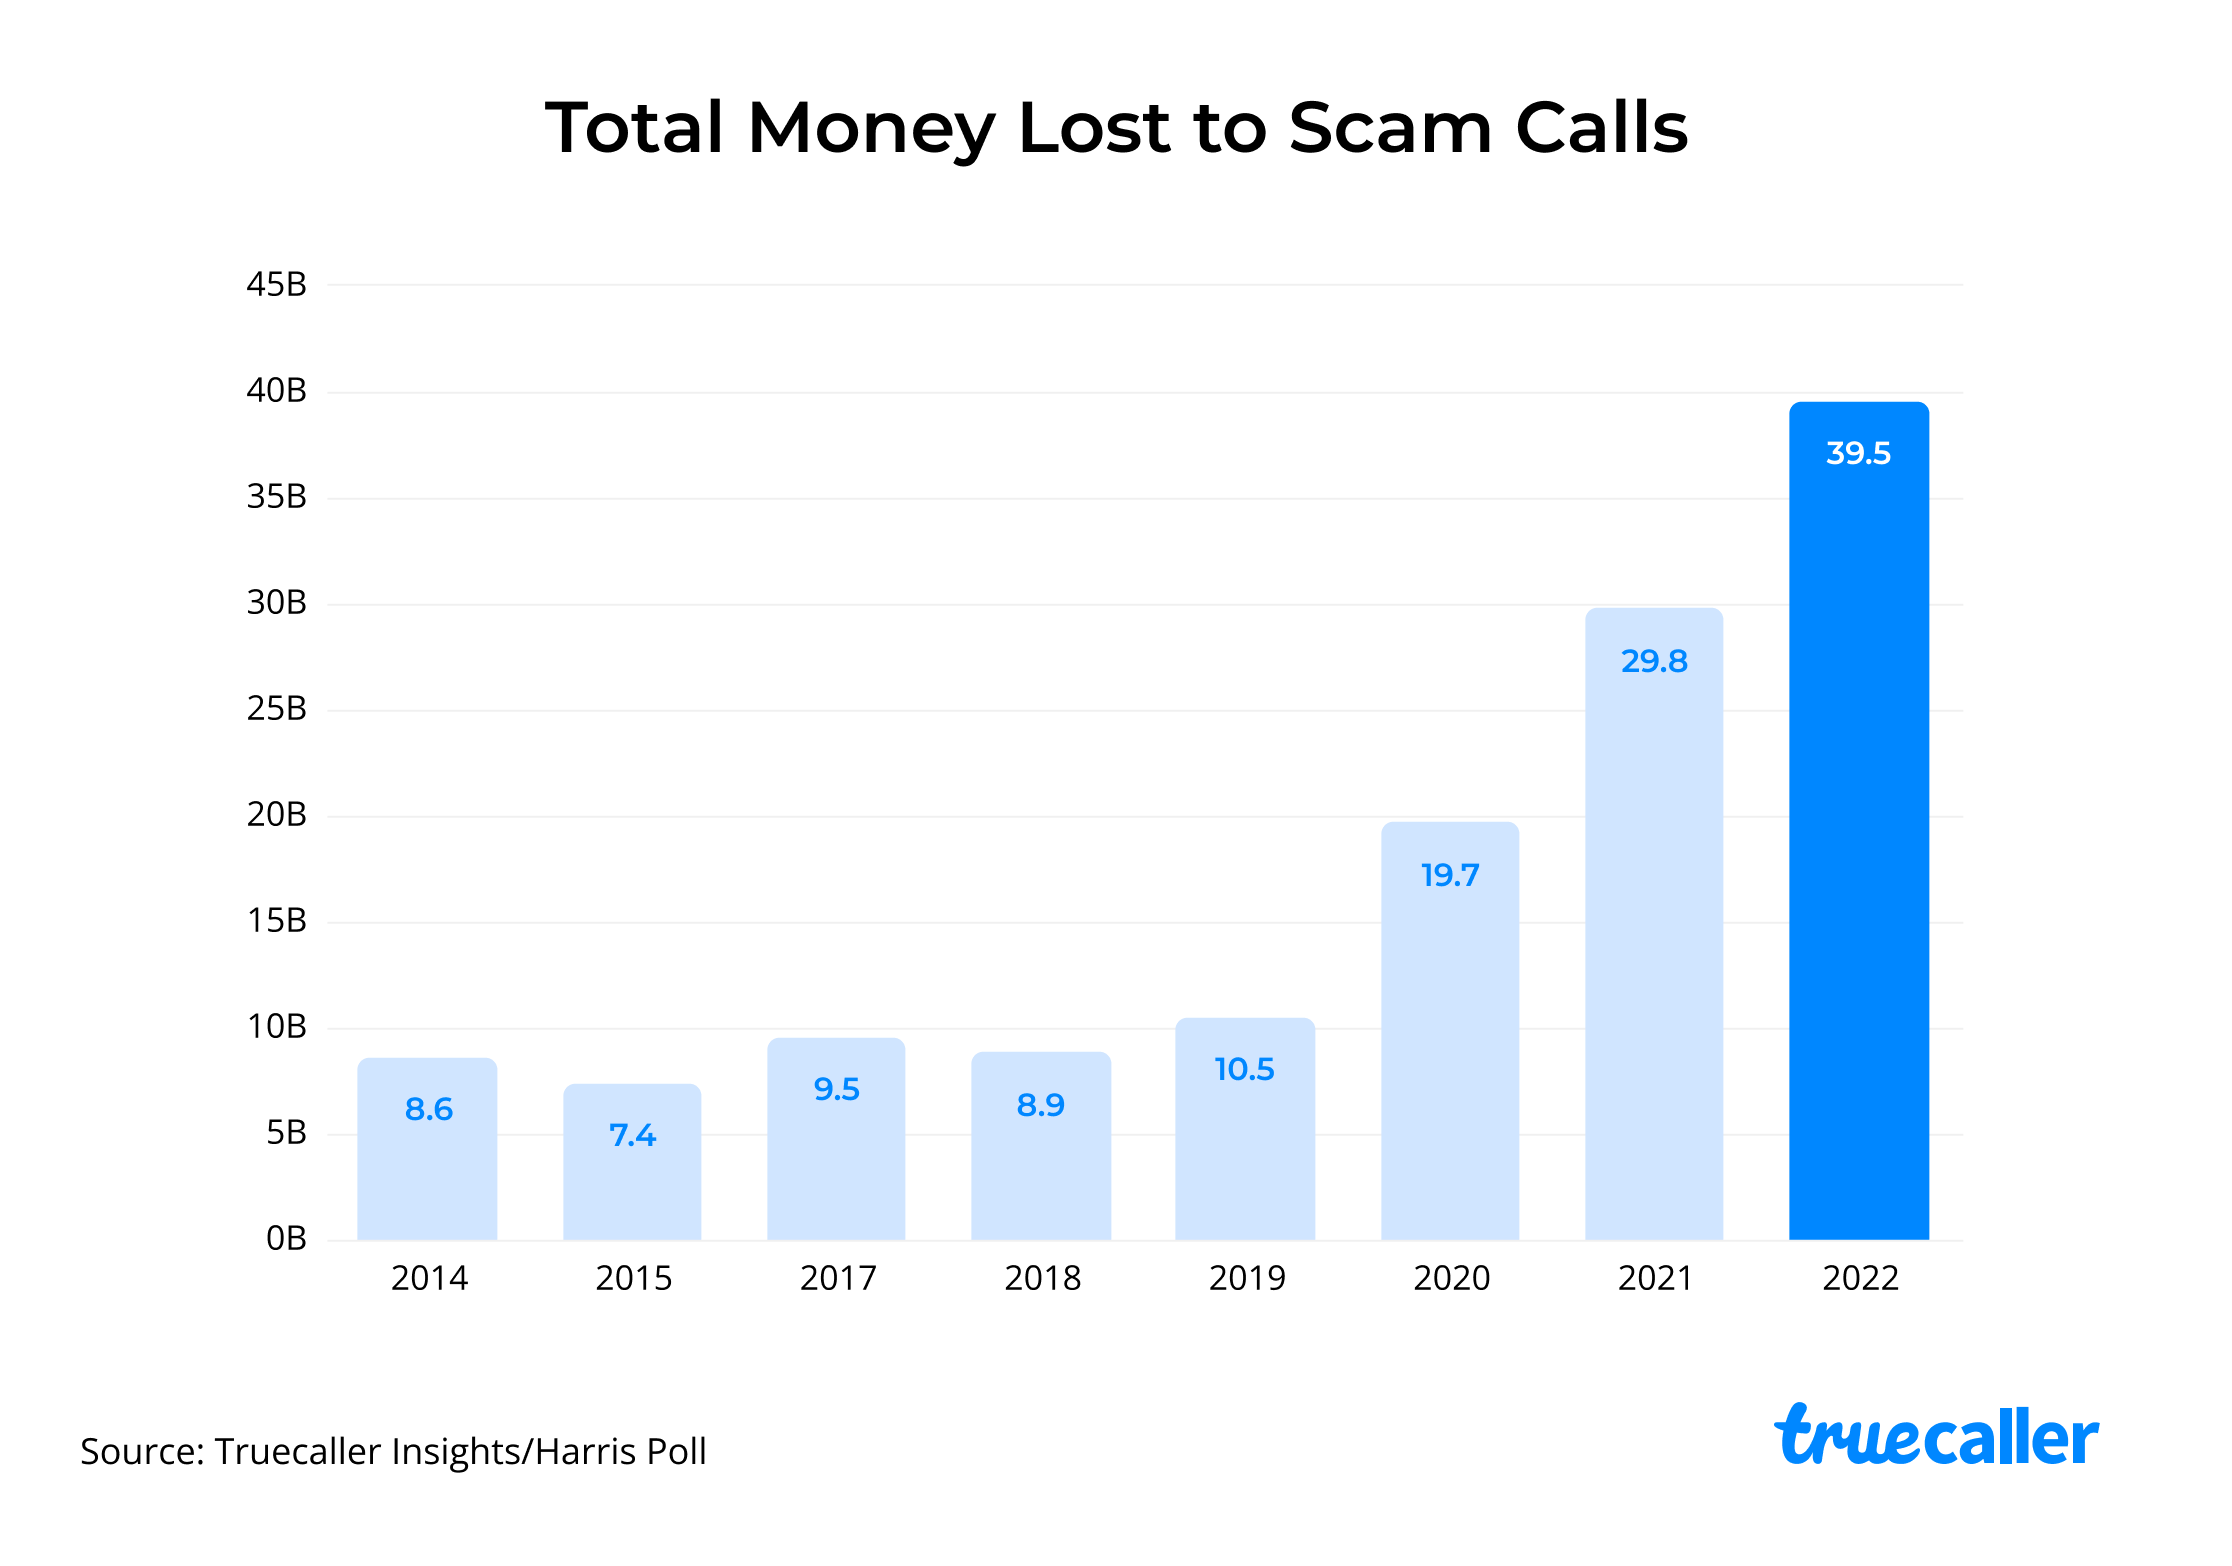 Total Money Lost to Scam Calls
45B
40B
35B
30B
25B
20B
15B
10B
5B
0B
8.6
7.4
9.5
8.9
10.5
19.7
29.8
39.5
2014 2015 2017 2018 2019 2020 2021 2022
Source: Truecaller Insights/Harris Poll
truecaller